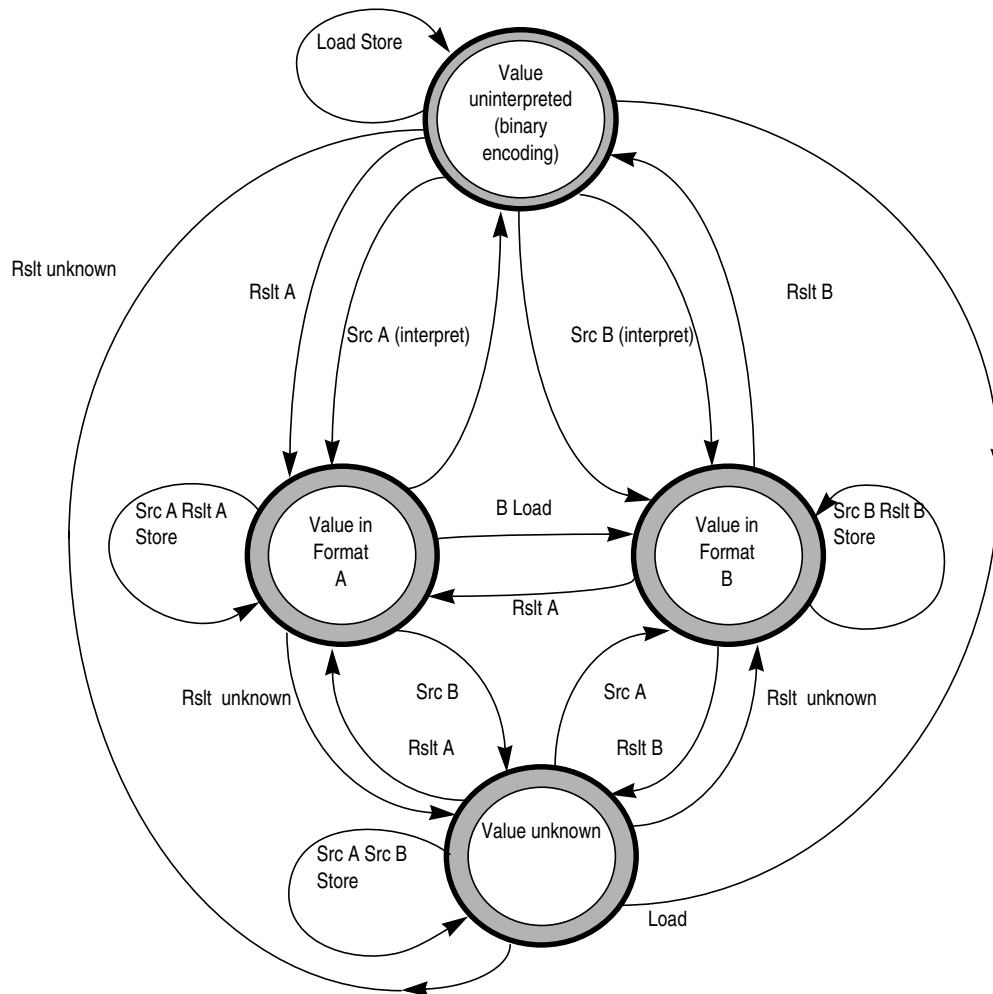 Load Store
Value
uninterpreted
(binary
encoding)
Rslt unknown
Rslt A
Rslt B
Src A (interpret)
Src B (interpret)
Src A Rslt A
Store
Value in
Format
A
B Load
Value in
Format
B
Src B Rslt B
Store
Rslt A
Rslt  unknown
Src B
Src A
Rslt  unknown
Rslt A
Rslt B
Value unknown
Src A Src B
Store
Load